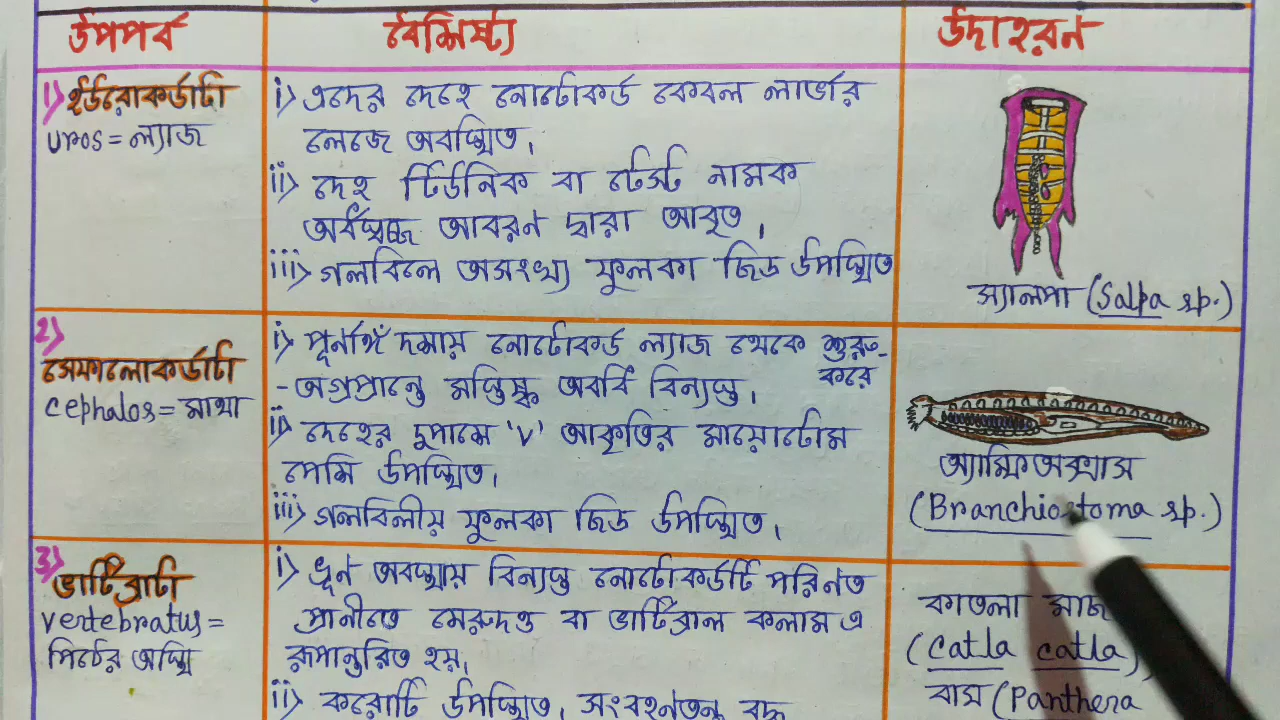 উপপর্ব বৈশিষ্ট্য উদাহরন
1) ইউরোকর্ডাটা
uros = ল্যাজ
i) এদের দেহে নোটোকর্ড কেবল লার্ভার
লেজে অবস্থিত।
ii) দেহ টিউনিক বা টেস্ট নামক
অর্ধস্বচ্ছ আবরণ দ্বারা আবৃত।
iii) গলবিলে অসংখ্য ফুলকা ছিদ্র উপস্থিত
স্যালপা (Salpa sp.)
2)
সেফালোকর্ডাটা
cephalos = মাথা
i) পূর্নাঙ্গ দশায় নোটোকর্ড ল্যাজ থেকে শুরু-
করে
- অগ্রপ্রান্তে মস্তিষ্ক অবধি বিন্যস্ত।
ii) দেহের দুপাশে 'V' আকৃতির মায়োটোম
পেশি উপস্থিত।
iii) গলবিলীয় ফুলকা ছিদ্র উপস্থিত।
অ্যাম্ফিঅক্সাস
(Branchiostoma sp.)
3)
ভার্টিব্রাটা
vertebratus =
পিঠের অস্থি
i) ভ্রূন অবস্থায় বিন্যস্ত নোটোকর্ডটি পরিনত
প্রানীতে মেরুদণ্ড বা ভার্টিব্রাল কলাম এ
রূপান্তরিত হয়।
ii) করোটি উপস্থিত, সংবহনতন্ত্র বদ্ধ
কাতলা মাছ
(Catla catla),
বাঘ (Panthera